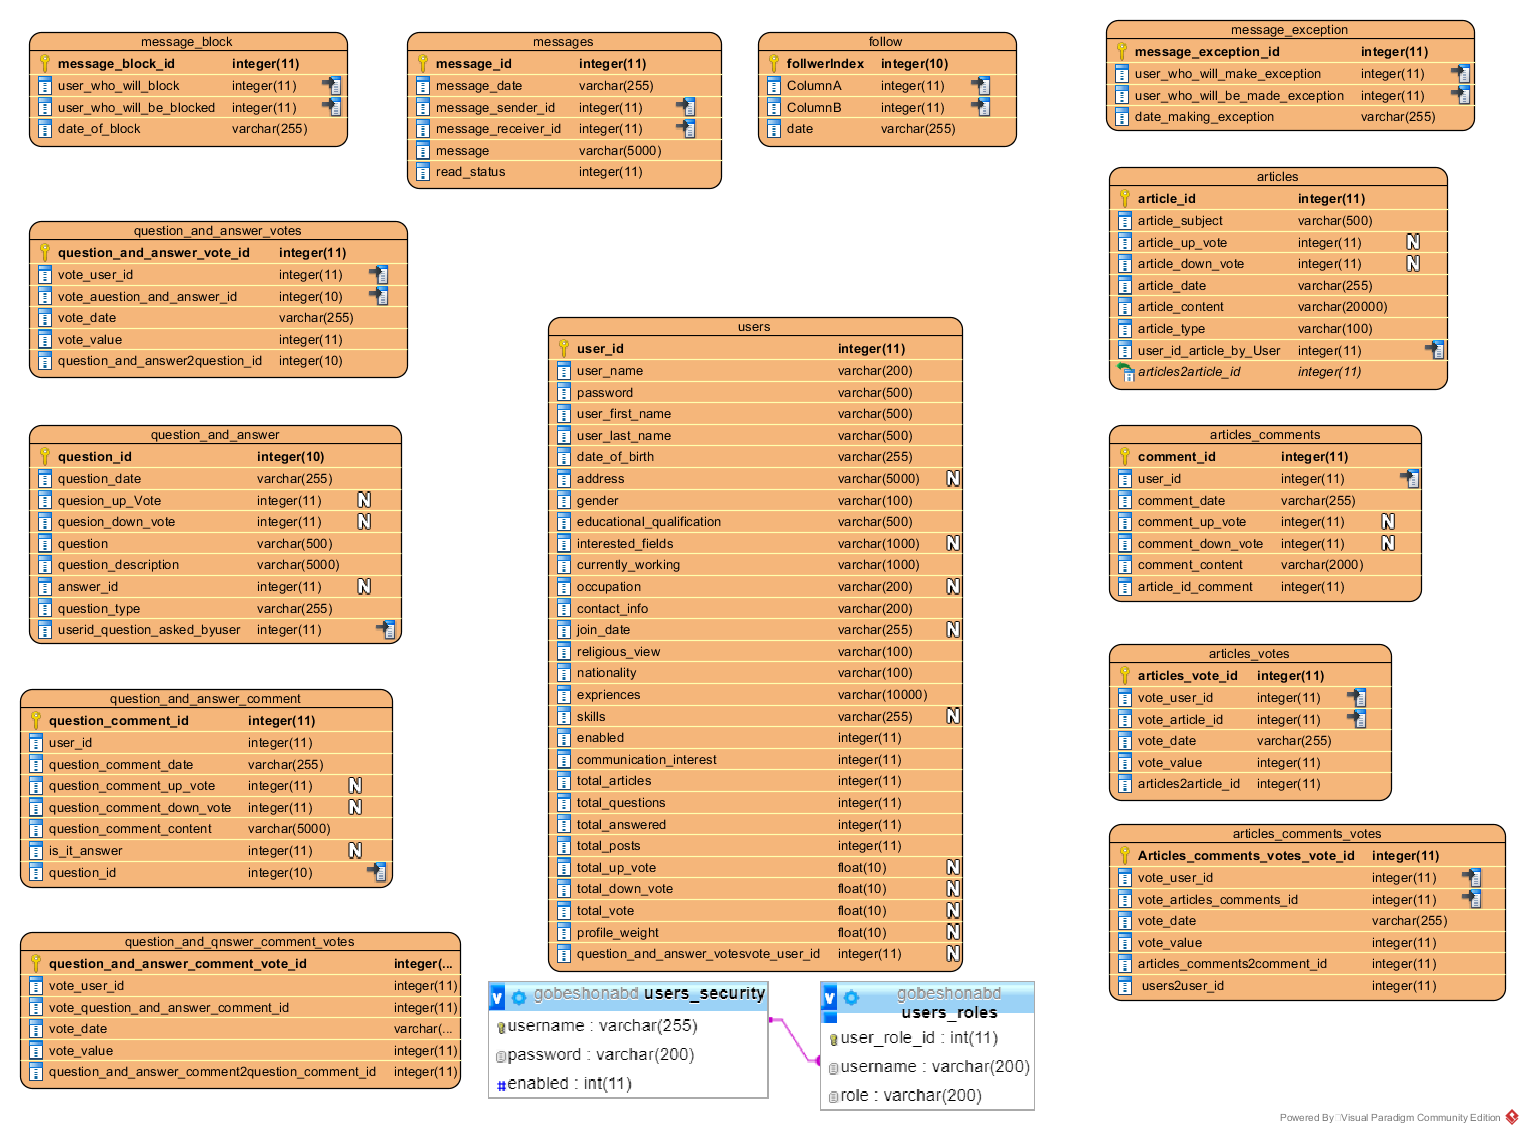 message_block
message_block_id integer(11)
user_who_will_block integer(11)
user_who_will_be_blocked integer(11)
date_of_block varchar(255)
messages
message_id integer(11)
message_date varchar(255)
message_sender_id integer(11)
message_receiver_id integer(11)
message varchar(5000)
read_status integer(11)
follow
follwerIndex integer(10)
ColumnA integer(11)
ColumnB integer(11)
date varchar(255)
message_exception
message_exception_id integer(11)
user_who_will_make_exception integer(11)
user_who_will_be_made_exception integer(11)
date_making_exception varchar(255)
question_and_answer_votes
question_and_answer_vote_id integer(11)
vote_user_id integer(11)
vote_auestion_and_answer_id integer(10)
vote_date varchar(255)
vote_value integer(11)
question_and_answer2question_id integer(10)
articles
article_id integer(11)
article_subject varchar(500)
article_up_vote integer(11) N
article_down_vote integer(11) N
article_date varchar(255)
article_content varchar(20000)
article_type varchar(100)
user_id_article_by_User integer(11)
articles2article_id integer(11)
question_and_answer
question_id integer(10)
question_date varchar(255)
quesion_up_Vote integer(11) N
quesion_down_vote integer(11) N
question varchar(500)
question_description varchar(5000)
answer_id integer(11) N
question_type varchar(255)
userid_question_asked_byuser integer(11)
users
user_id integer(11)
user_name varchar(200)
password varchar(500)
user_first_name varchar(500)
user_last_name varchar(500)
date_of_birth varchar(255)
address varchar(5000) N
gender varchar(100)
educational_qualification varchar(500)
interested_fields varchar(1000) N
currently_working varchar(1000)
occupation varchar(200) N
contact_info varchar(200)
join_date varchar(255) N
religious_view varchar(100)
nationality varchar(100)
expriences varchar(10000)
skills varchar(255) N
enabled integer(11)
communication_interest integer(11)
total_articles integer(11)
total_questions integer(11)
total_answered integer(11)
total_posts integer(11)
total_up_vote float(10) N
total_down_vote float(10) N
total_vote float(10) N
profile_weight float(10) N
question_and_answer_votesvote_user_id integer(11) N
articles_comments
comment_id integer(11)
user_id integer(11)
comment_date varchar(255)
comment_up_vote integer(11) N
comment_down_vote integer(11) N
comment_content varchar(2000)
article_id_comment integer(11)
question_and_answer_comment
question_comment_id integer(11)
user_id integer(11)
question_comment_date varchar(255)
question_comment_up_vote integer(11) N
question_comment_down_vote integer(11) N
question_comment_content varchar(5000)
is_it_answer integer(11) N
question_id integer(10)
articles_votes
articles_vote_id integer(11)
vote_user_id integer(11)
vote_article_id integer(11)
vote_date varchar(255)
vote_value integer(11)
articles2article_id integer(11)
articles_comments_votes
Articles_comments_votes_vote_id integer(11)
vote_user_id integer(11)
vote_articles_comments_id integer(11)
vote_date varchar(255)
vote_value integer(11)
articles_comments2comment_id integer(11)
users2user_id integer(11)
question_and_qnswer_comment_votes
question_and_answer_comment_vote_id integer(...
vote_user_id integer(11)
vote_question_and_answer_comment_id integer(11)
vote_date varchar(...
vote_value integer(11)
question_and_answer_comment2question_comment_id integer(11)
v gobeshonabd users_security
username : varchar(255)
password : varchar(200)
# enabled : int(11)
v gobeshonabd
users_roles
user_role_id : int(11)
username : varchar(200)
role : varchar(200)
Powered By Visual Paradigm Community Edition